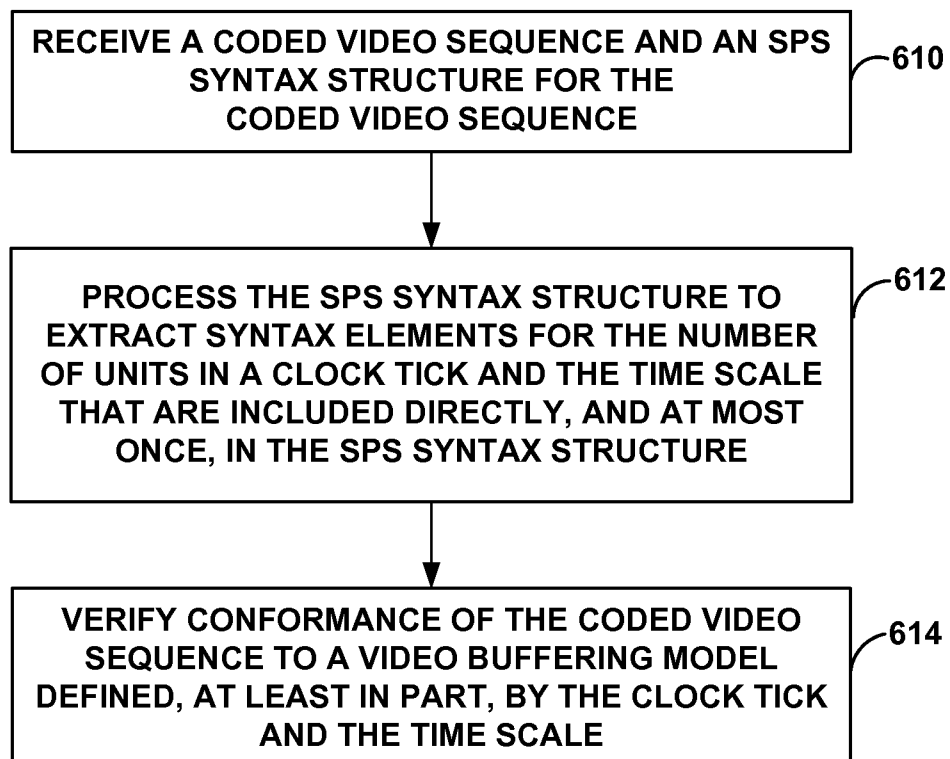 RECEIVE A CODED VIDEO SEQUENCE AND AN SPS
SYNTAX STRUCTURE FOR THE
CODED VIDEO SEQUENCE
610
PROCESS THE SPS SYNTAX STRUCTURE TO
EXTRACT SYNTAX ELEMENTS FOR THE NUMBER
OF UNITS IN A CLOCK TICK AND THE TIME SCALE
THAT ARE INCLUDED DIRECTLY, AND AT MOST
ONCE, IN THE SPS SYNTAX STRUCTURE
612
VERIFY CONFORMANCE OF THE CODED VIDEO
SEQUENCE TO A VIDEO BUFFERING MODEL
DEFINED, AT LEAST IN PART, BY THE CLOCK TICK
AND THE TIME SCALE
614